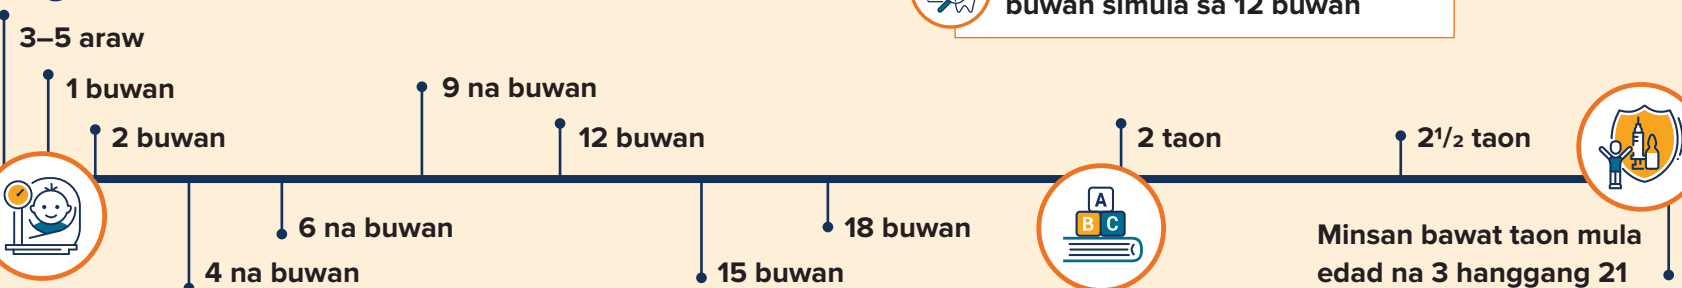 buwan simula sa 12 buwan
3–5 araw
1 buwan
2 buwan
4 na buwan
6 na buwan
9 na buwan
12 buwan
15 buwan
18 buwan
2 taon
A
B C
2¹/₂ taon
Minsan bawat taon mula
edad na 3 hanggang 21